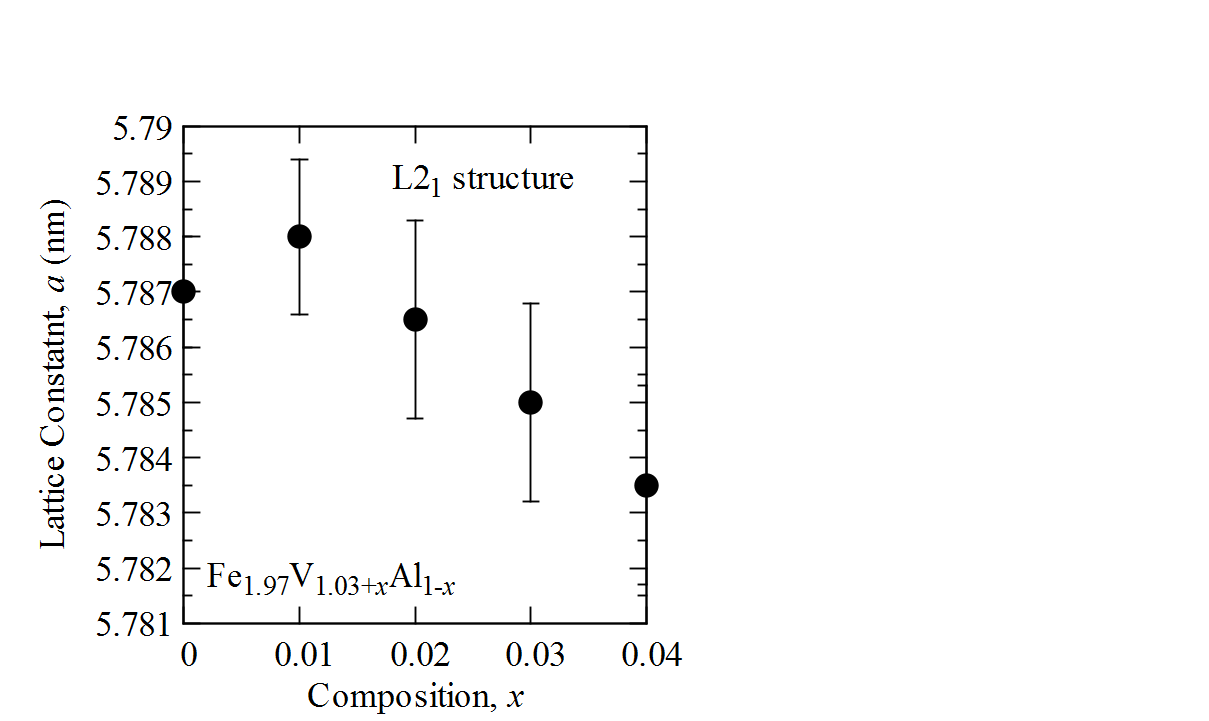 5.79
5.789
5.788
5.787
5.786
5.785
5.784
5.783
5.782
5.781
Lattice Constatnt, a (nm)
L2₁ structure
Fe₁.₉₇V₁.₀₃₊ₓAl₁₋ₓ
0 0.01 0.02 0.03 0.04
Composition, x